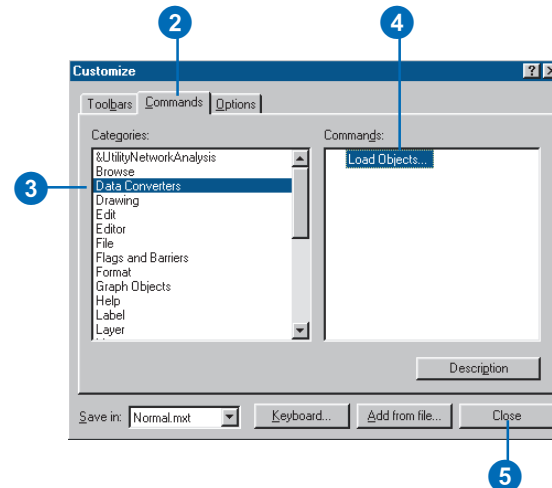 2
4
Customize
Toolbars Commands Options
Categories:
Commands:
&UtilityNetworkAnalysis
Browse
Data Converters
Drawing
Edit
Editor
File
Flags and Barriers
Format
Graph Objects
Help
Label
Layer
Load Objects...
3
Description
Save in: Normal.mxt Keyboard... Add from file... Close
5